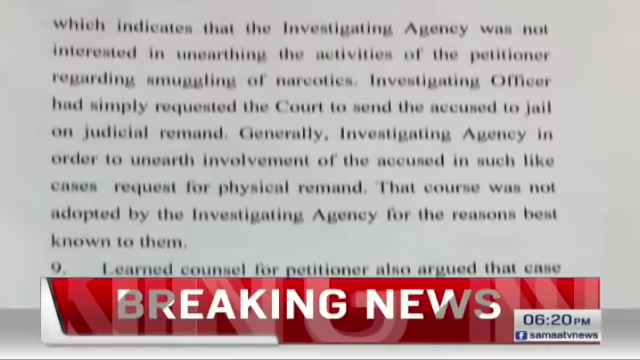 which indicates that the Investigating Agency was not
interested in unearthing the activities of the petitioner
regarding smuggling of narcotics. Investigating Officer
had simply requested the Court to send the accused to jail
on judicial remand. Generally, Investigating Agency in
order to unearth involvement of the accused in such like
cases request for physical remand. That course was not
adopted by the Investigating Agency for the reasons best
known to them.
9. Learned counsel for petitioner also argued that case
BREAKING NEWS
06:20PM
samaatvnews